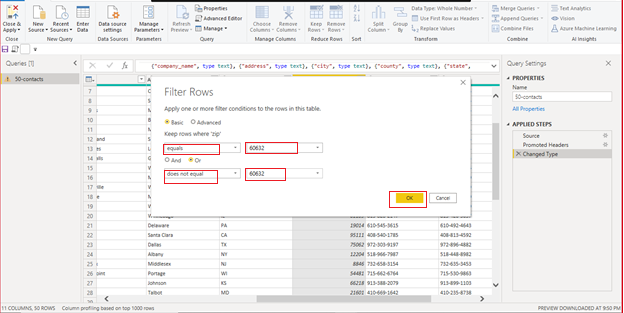 Close & Apply
Close
New Source
Recent Sources
Enter Data
New Query
Data source settings
Data Sources
Manage Parameters
Parameters
Refresh Preview
Properties
Advanced Editor
Manage
Query
Choose Columns
Remove Columns
Manage Columns
Keep Rows
Remove Rows
Reduce Rows
Sort
Split Column
Group By
Data Type: Whole Number
Use First Row as Headers
Replace Values
Transform
Merge Queries
Append Queries
Combine Files
Combine
Text Analytics
Vision
Azure Machine Learning
AI Insights
Queries [1]
50-contacts
{"company_name", type text}, {"address", type text}, {"city", type text}, {"county", type text}, {"state",
Query Settings
PROPERTIES
Name
50-contacts
All Properties
APPLIED STEPS
Source
Promoted Headers
Changed Type
Filter Rows
Apply one or more filter conditions to the rows in this table.
Basic Advanced
Keep rows where 'zip'
equals 60632
And Or
does not equal 60632
OK Cancel
7
8
9
10
11
12
13
14
15
16
17
18
19
20
21 Delaware PA 19014 610-545-3615 610-492-4643
22 Santa Clara CA 95111 408-540-1785 408-813-4592
23 Dallas TX 75062 972-303-9197 972-896-4882
24 Albany NY 12204 518-966-7987 518-448-8982
25 Middlesex NJ 8846 732-658-3154 732-635-3453
26 Portage WI 54481 715-662-6764 715-530-9863
27 Johnson KS 66218 913-388-2079 913-899-1103
28 Talbot MD 21601 410-669-1642 410-235-8738
11 COLUMNS, 50 ROWS Column profiling based on top 1000 rows
PREVIEW DOWNLOADED AT 9:50 PM